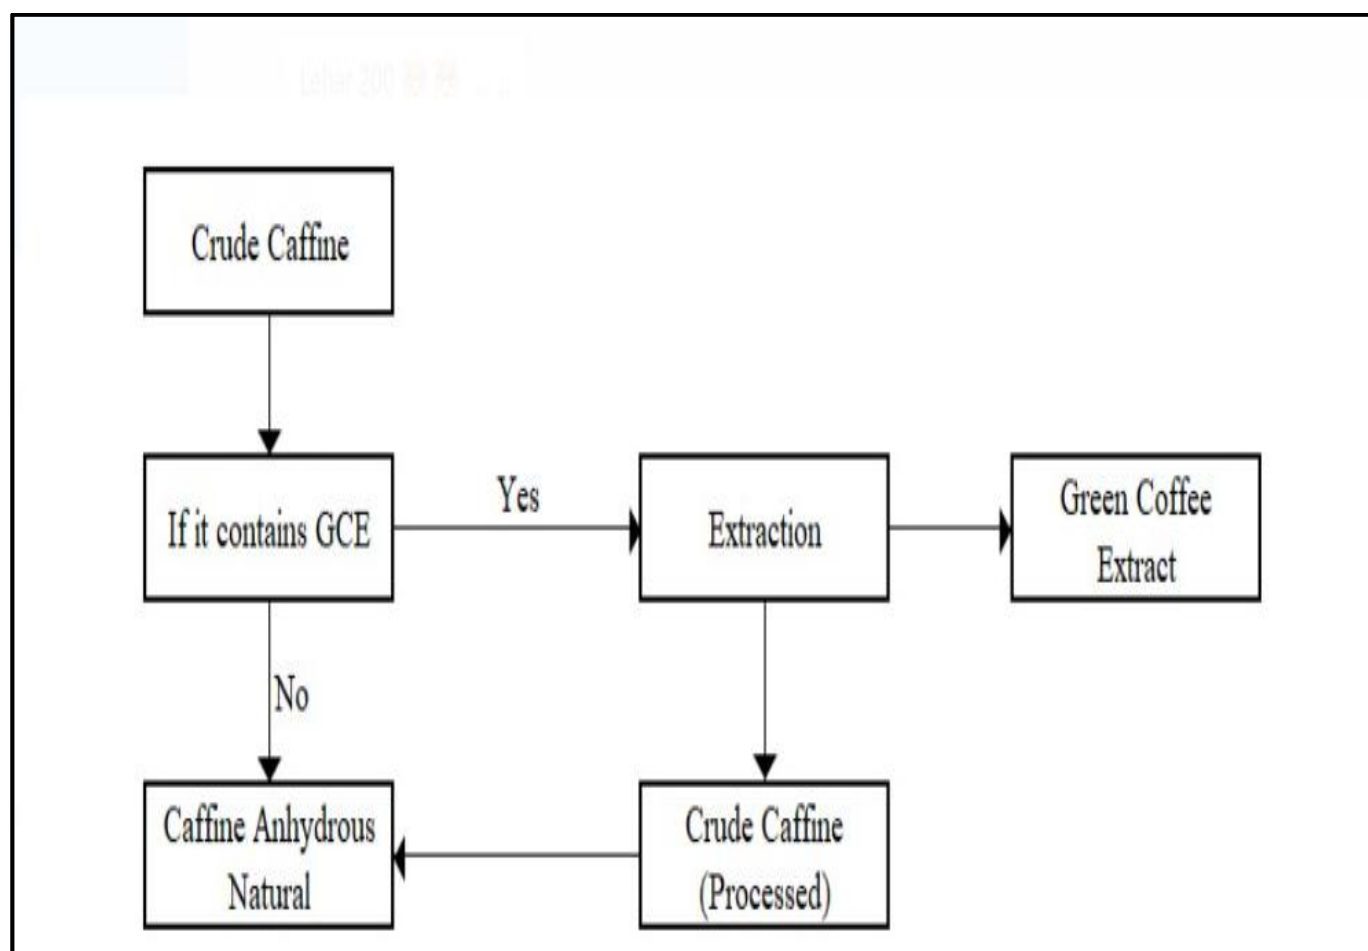 Crude Caffine
If it contains GCE
Yes
Extraction
Green Coffee
Extract
No
Caffine Anhydrous
Natural
Crude Caffine
(Processed)